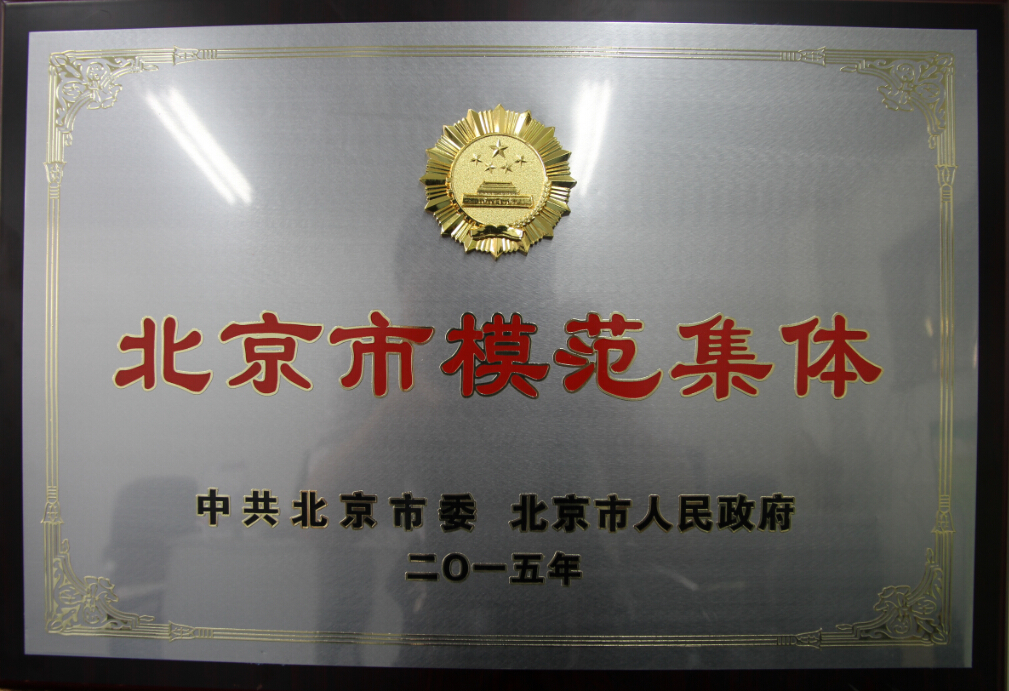 北京市模范集体
中共北京市委 北京市人民政府
二〇一五年